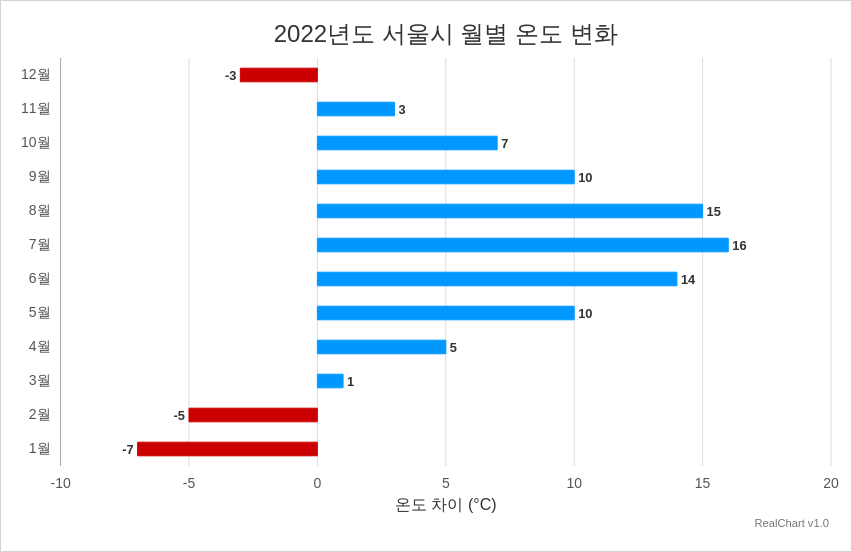 2022년도 서울시 월별 온도 변화
12월 -3
11월 3
10월 7
9월 10
8월 15
7월 16
6월 14
5월 10
4월 5
3월 1
2월 -5
1월 -7
-10 -5 0 5 10 15 20
온도 차이 (°C)
RealChart v1.0